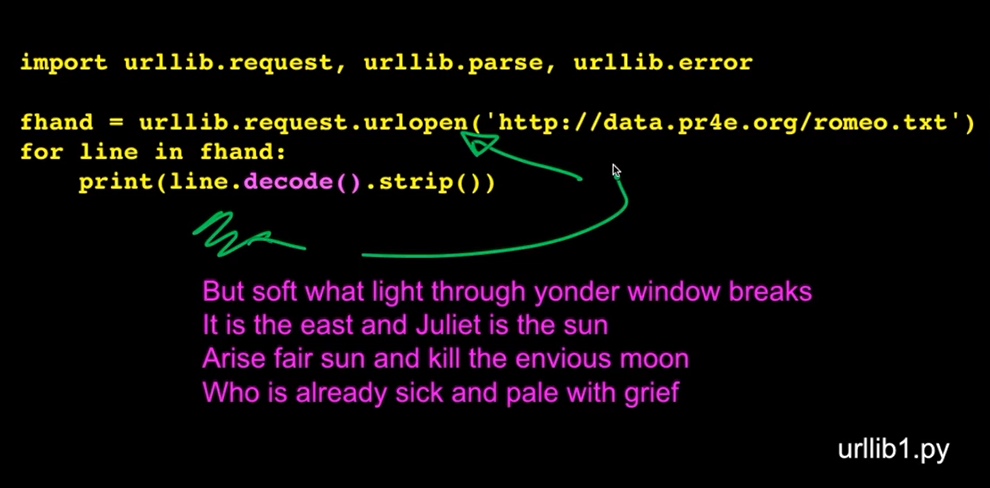 import urllib.request, urllib.parse, urllib.error
fhand = urllib.request.urlopen('http://data.pr4e.org/romeo.txt')
for line in fhand:
    print(line.decode().strip())
But soft what light through yonder window breaks
It is the east and Juliet is the sun
Arise fair sun and kill the envious moon
Who is already sick and pale with grief
urllib1.py